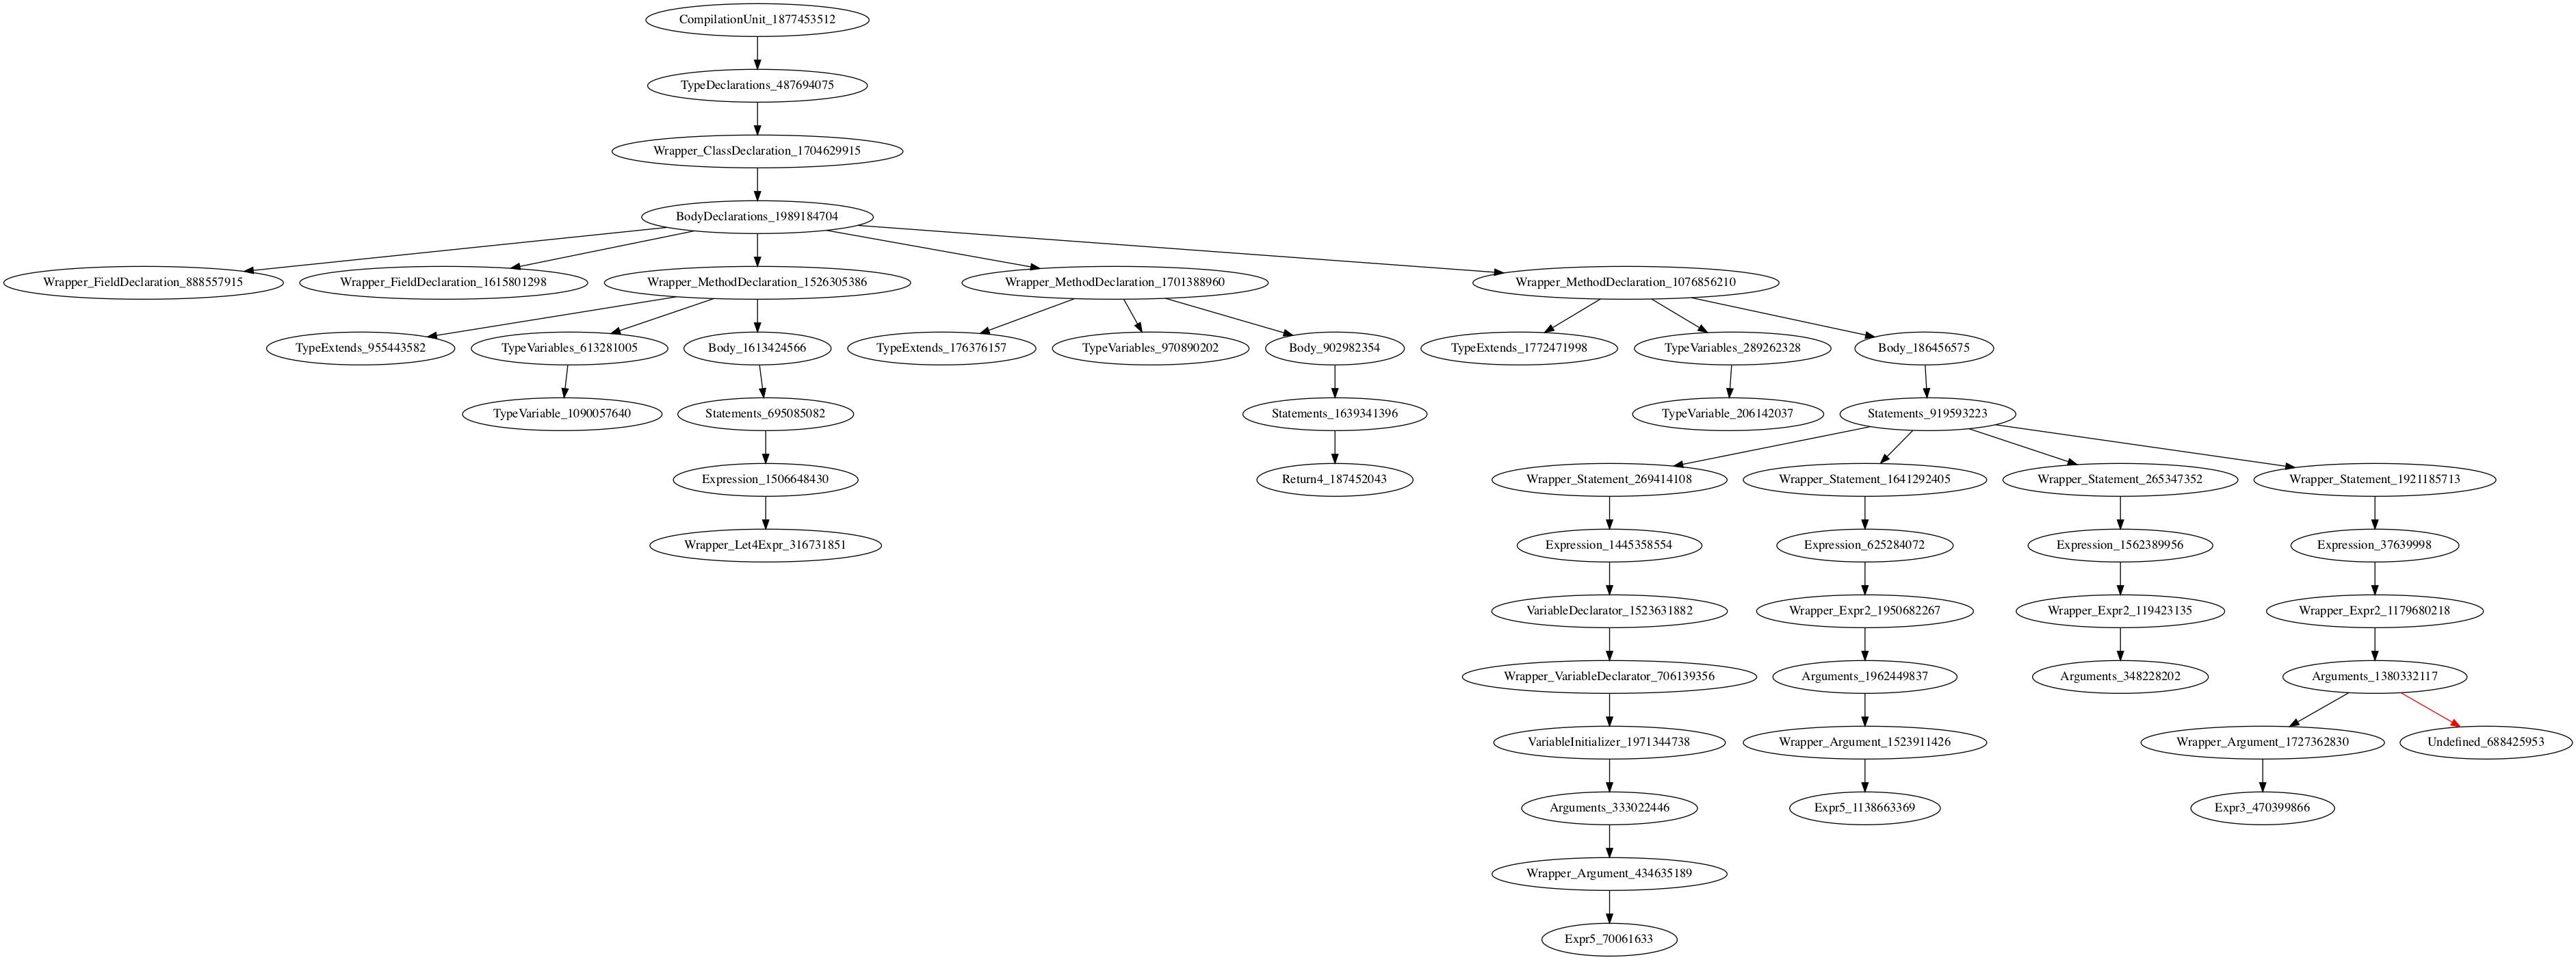 CompilationUnit_1877453512
TypeDeclarations_487694075
Wrapper_ClassDeclaration_1704629915
BodyDeclarations_1989184704
Wrapper_FieldDeclaration_888557915
Wrapper_FieldDeclaration_1615801298
Wrapper_MethodDeclaration_1526305386
Wrapper_MethodDeclaration_1701388960
Wrapper_MethodDeclaration_1076856210
TypeExtends_955443582
TypeVariables_613281005
Body_1613424566
TypeExtends_176376157
TypeVariables_970890202
Body_902982354
TypeExtends_1772471998
TypeVariables_289262328
Body_186456575
TypeVariable_1090057640
Statements_695085082
Statements_1639341396
TypeVariable_206142037
Statements_919593223
Expression_1506648430
Return4_187452043
Wrapper_Statement_269414108
Wrapper_Statement_1641292405
Wrapper_Statement_265347352
Wrapper_Statement_1921185713
Wrapper_Let4Expr_316731851
Expression_1445358554
Expression_625284072
Expression_1562389956
Expression_37639998
VariableDeclarator_1523631882
Wrapper_Expr2_1950682267
Wrapper_Expr2_119423135
Wrapper_Expr2_1179680218
Wrapper_VariableDeclarator_706139356
Arguments_1962449837
Arguments_348228202
Arguments_1380332117
VariableInitializer_1971344738
Wrapper_Argument_1523911426
Wrapper_Argument_1727362830
Undefined_688425953
Arguments_333022446
Expr5_1138663369
Expr3_470399866
Wrapper_Argument_434635189
Expr5_70061633